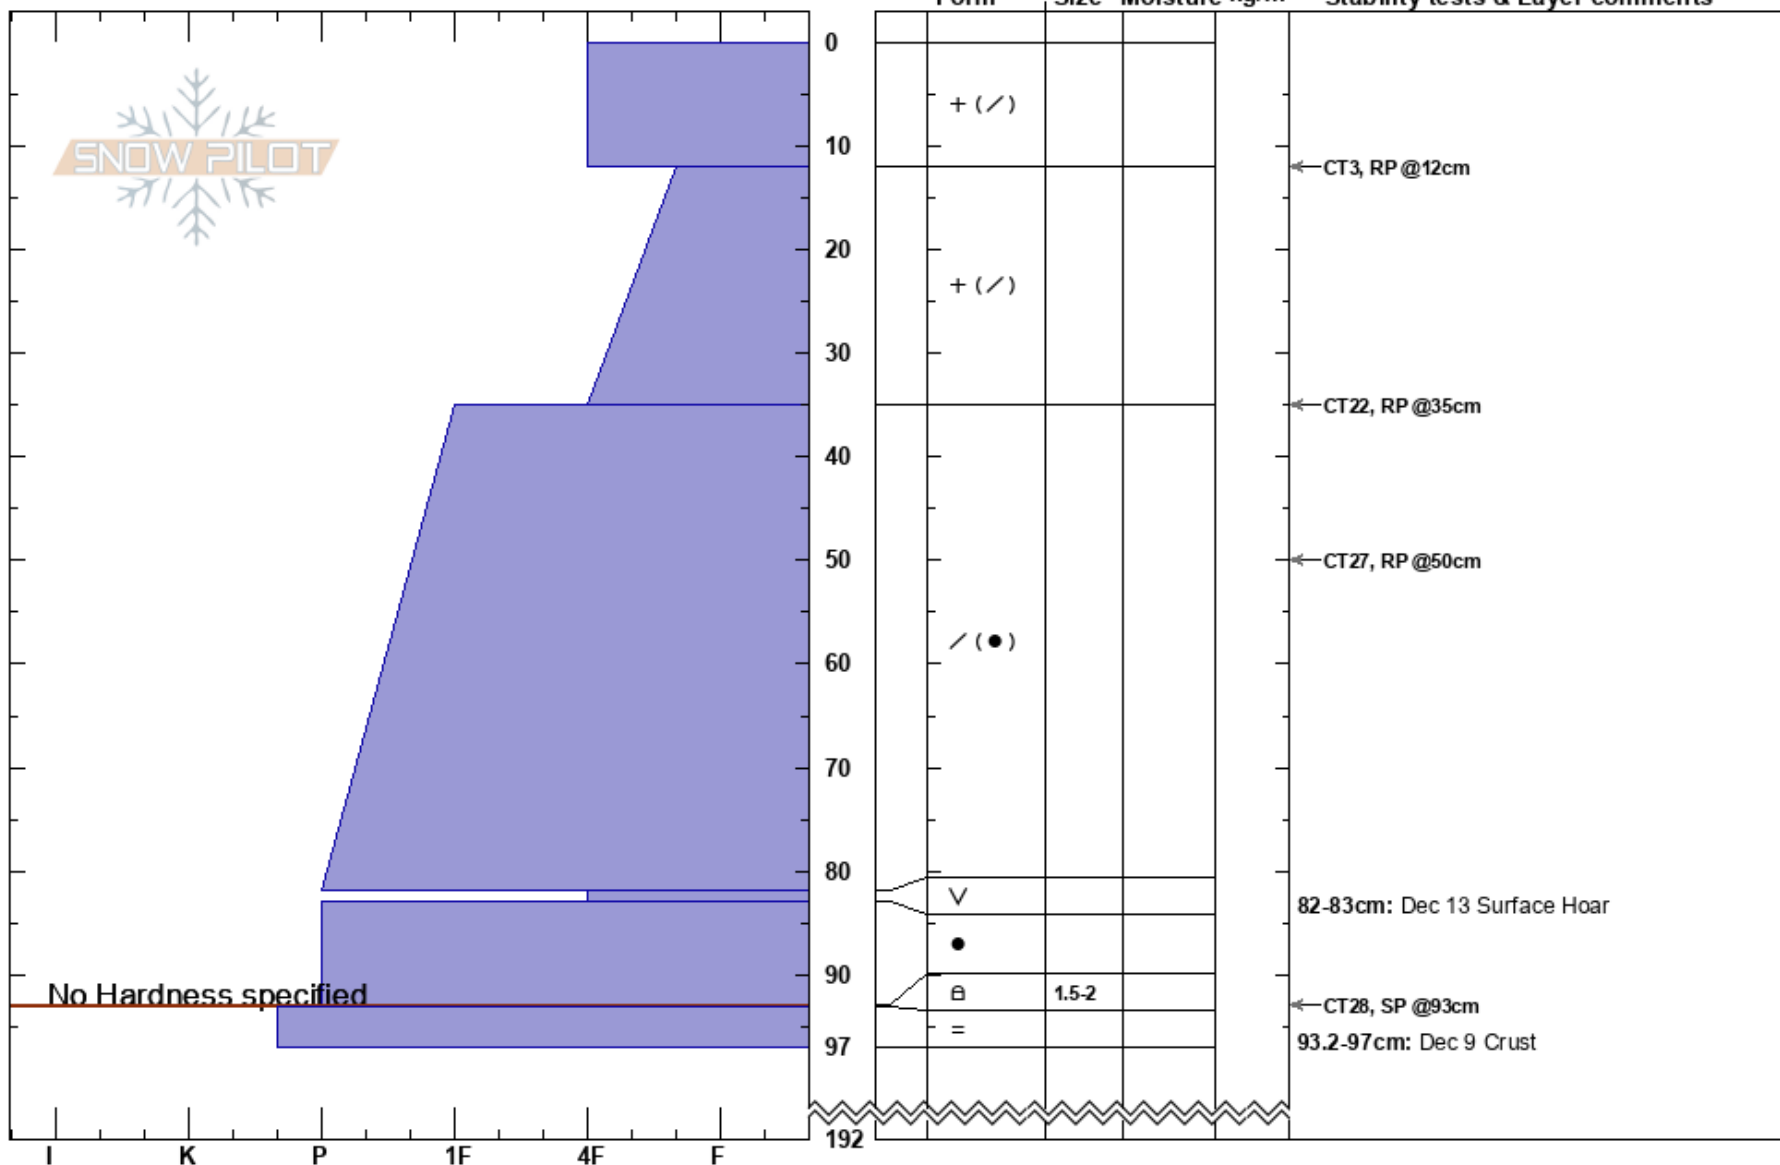 Form Size Moisture Stability tests & Layer comments
SNOW PILOT
0
+ (/)
10
CT3, RP @12cm
20
+ (/)
30
CT22, RP @35cm
40
50
CT27, RP @50cm
60
/ (●)
70
80
V
82-83cm: Dec 13 Surface Hoar
●
90
No Hardness specified
1.5-2
CT28, SP @93cm
=
97
93.2-97cm: Dec 9 Crust
192
I K P 1F 4F F